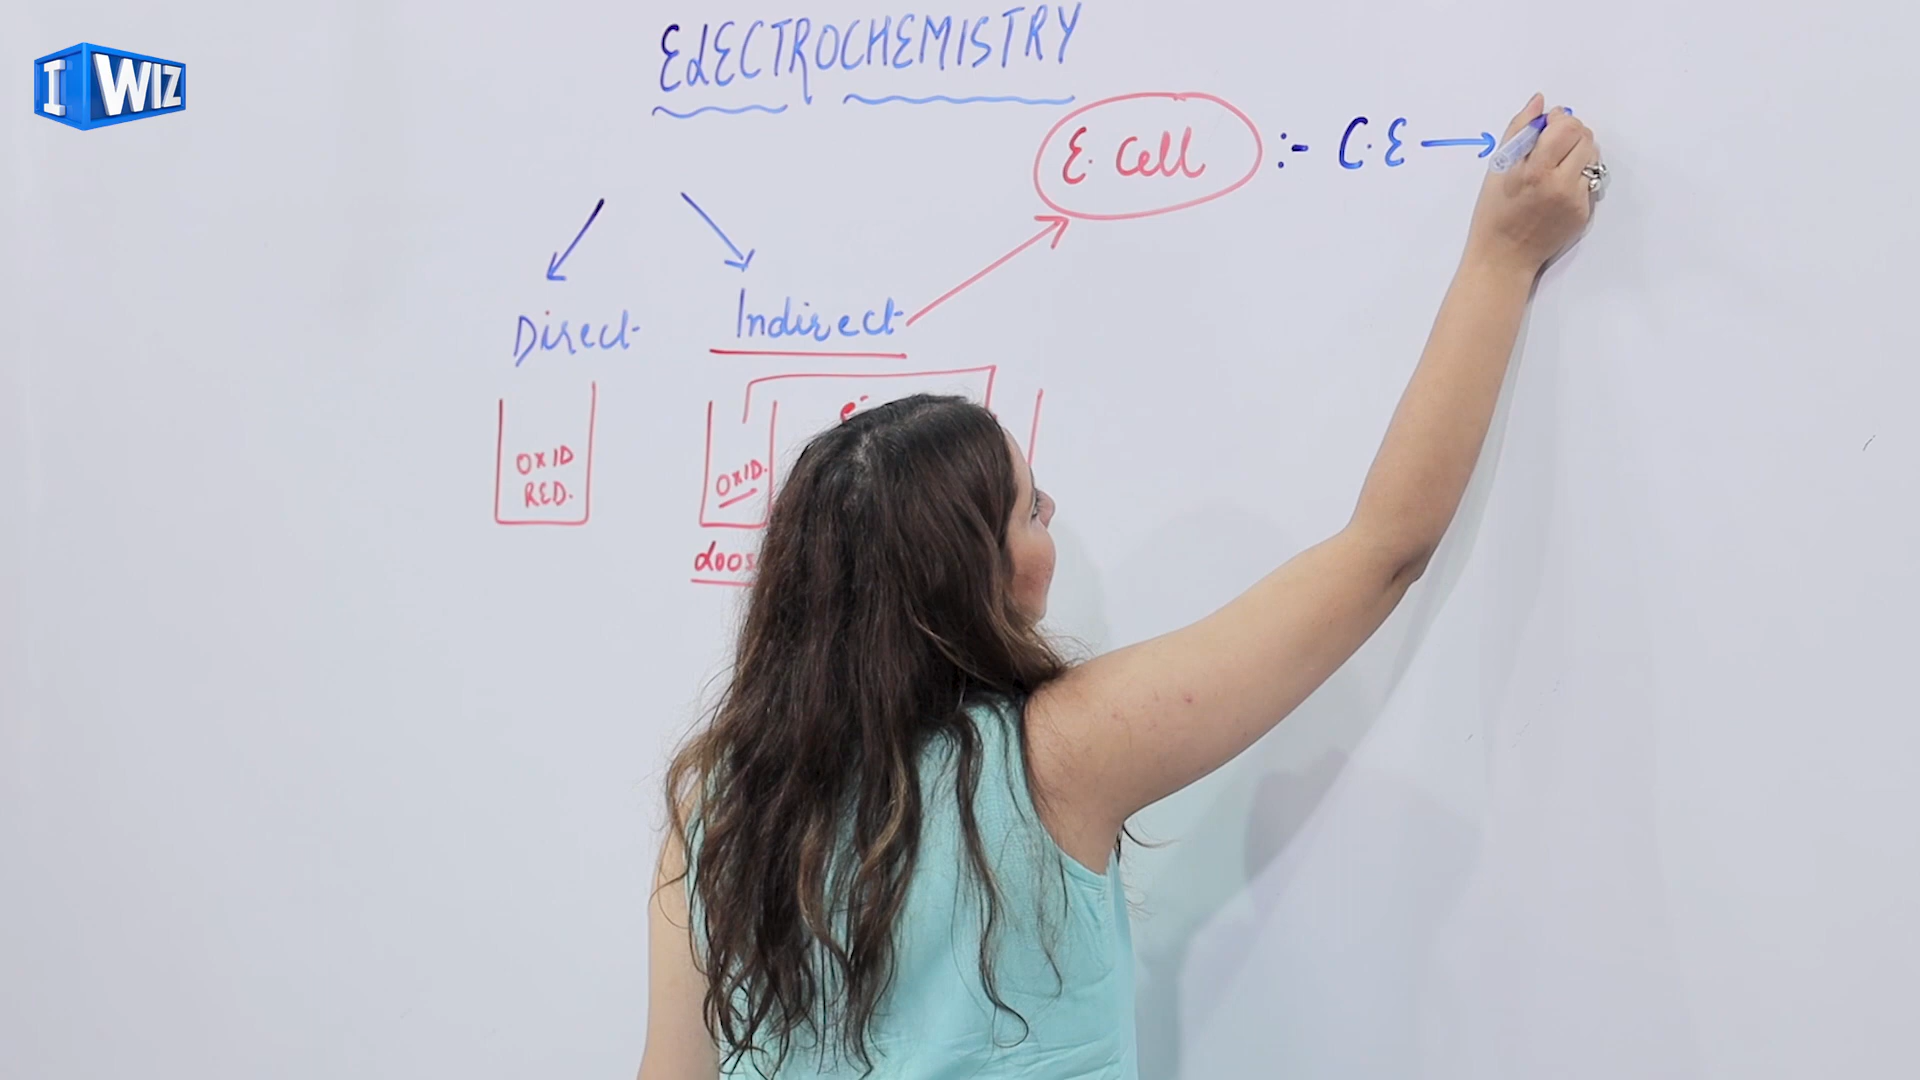 I WIZ
ELECTROCHEMISTRY
E. Cell :- C.E →
Direct Indirect
e-
OXID
RED.
OXID.